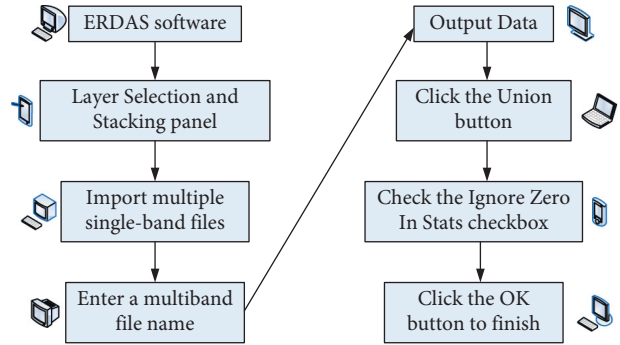 ERDAS software
Layer Selection and
Stacking panel
Import multiple
single-band files
Enter a multiband
file name
Output Data
Click the Union
button
Check the Ignore Zero
In Stats checkbox
Click the OK
button to finish